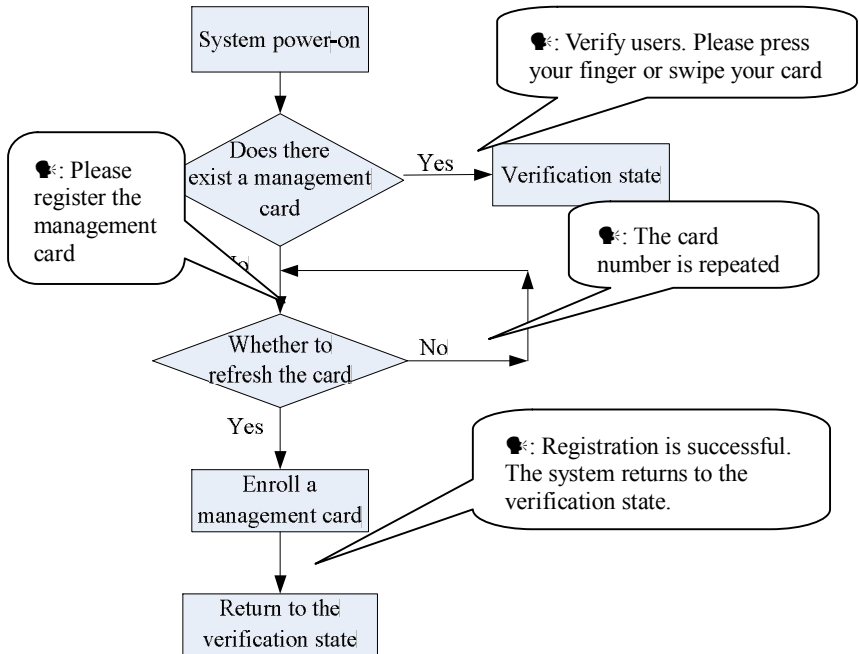 System power-on
🗣: Verify users. Please press
your finger or swipe your card
Does there
exist a management
card
Yes
Verification state
🗣: Please
register the
management
card
🗣: The card
number is repeated
Whether to
refresh the card
No
Yes
🗣: Registration is successful.
The system returns to the
verification state.
Enroll a
management card
Return to the
verification state